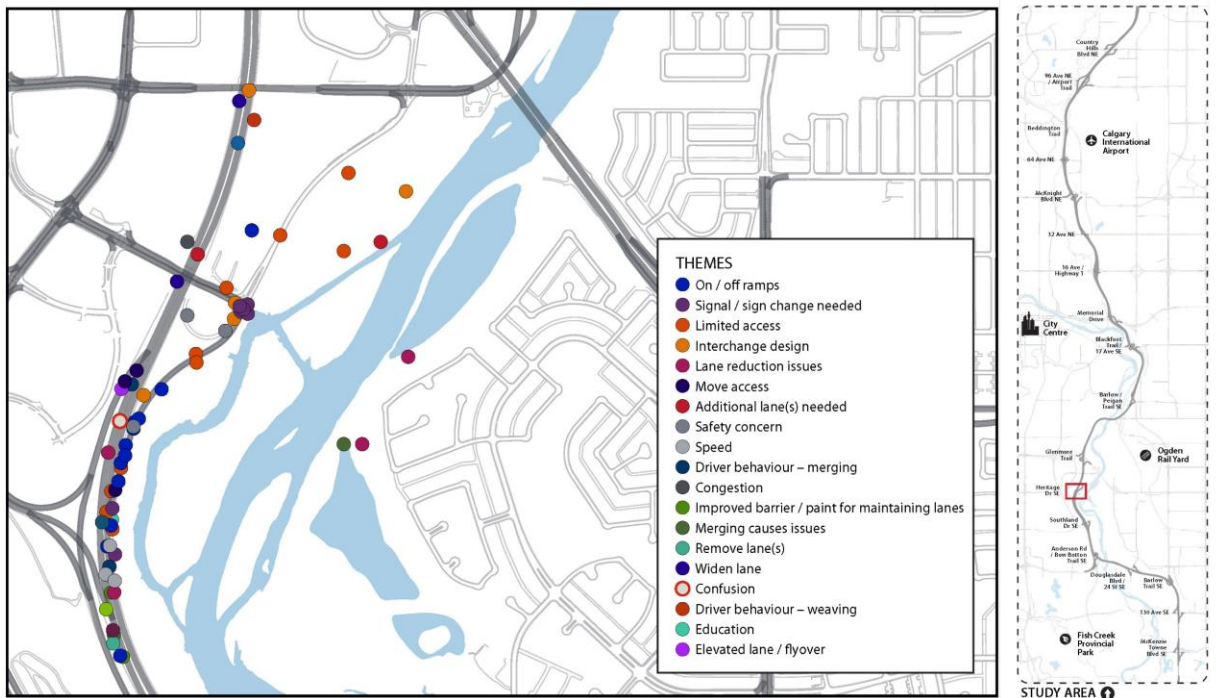 THEMES
On / off ramps
Signal / sign change needed
Limited access
Interchange design
Lane reduction issues
Move access
Additional lane(s) needed
Safety concern
Speed
Driver behaviour – merging
Congestion
Improved barrier / paint for maintaining lanes
Merging causes issues
Remove lane(s)
Widen lane
Confusion
Driver behaviour – weaving
Education
Elevated lane / flyover
Country
Hills
Blvd NE
96 Ave NE
/ Airport
Trail
Beddington
Trail
Calgary
International
Airport
64 Ave NE
McKnight
Blvd NE
32 Ave NE
16 Ave /
Highway 1
Memorial
Drive
City
Centre
Blackfoot
Trail /
17 Ave SE
Barlow /
Peigan
Trail SE
Glenmore
Trail
Ogden
Rail Yard
Heritage
Dr SE
Southland
Dr SE
Anderson Rd
/ Bow Bottom
Trail SE
Douglasdale
Blvd /
24 St SE
Barlow
Trail SE
130 Ave SE
Fish Creek
Provincial
Park
McKenzie
Towne
Blvd SE
STUDY AREA